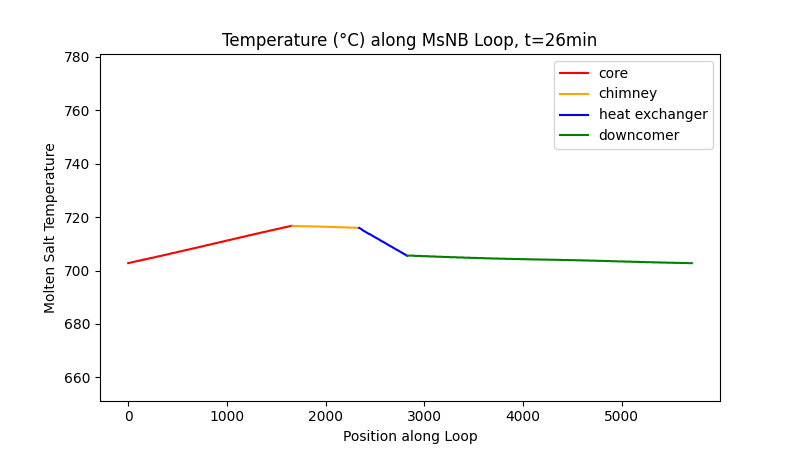 Temperature (°C) along MsNB Loop, t=26min
core
chimney
heat exchanger
downcomer
Molten Salt Temperature
780
760
740
720
700
680
660
0 1000 2000 3000 4000 5000
Position along Loop